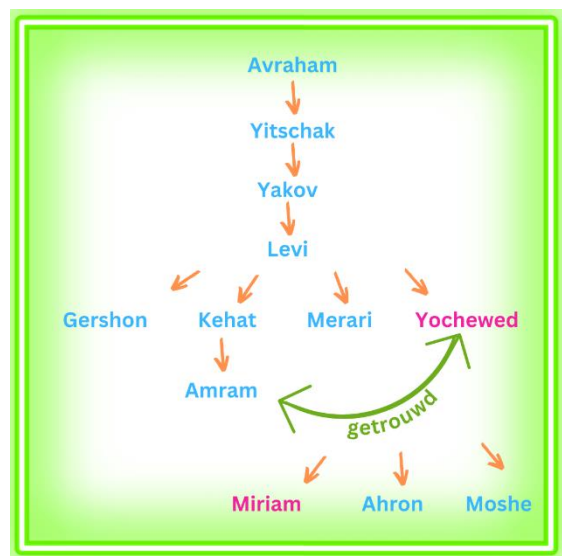 Avraham
Yitschak
Yakov
Levi
Gershon Kehat Merari Yochewed
Amram
getrouwd
Miriam Ahron Moshe